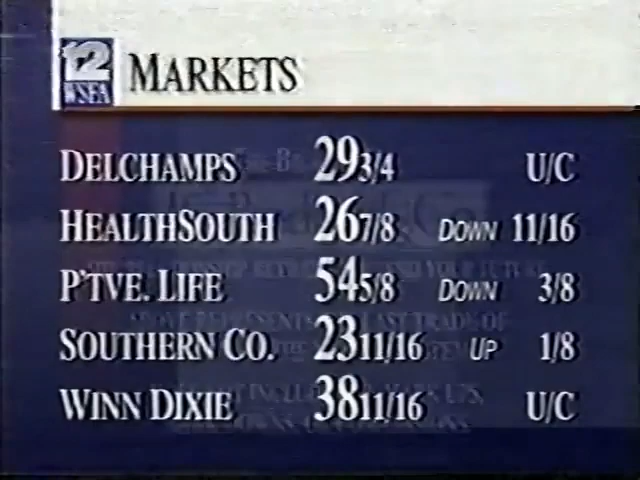 12
WSFA
MARKETS
DELCHAMPS 29 3/4 U/C
HEALTHSOUTH 26 7/8 DOWN 11/16
P'TVE. LIFE 54 5/8 DOWN 3/8
SOUTHERN CO. 23 11/16 UP 1/8
WINN DIXIE 38 11/16 U/C